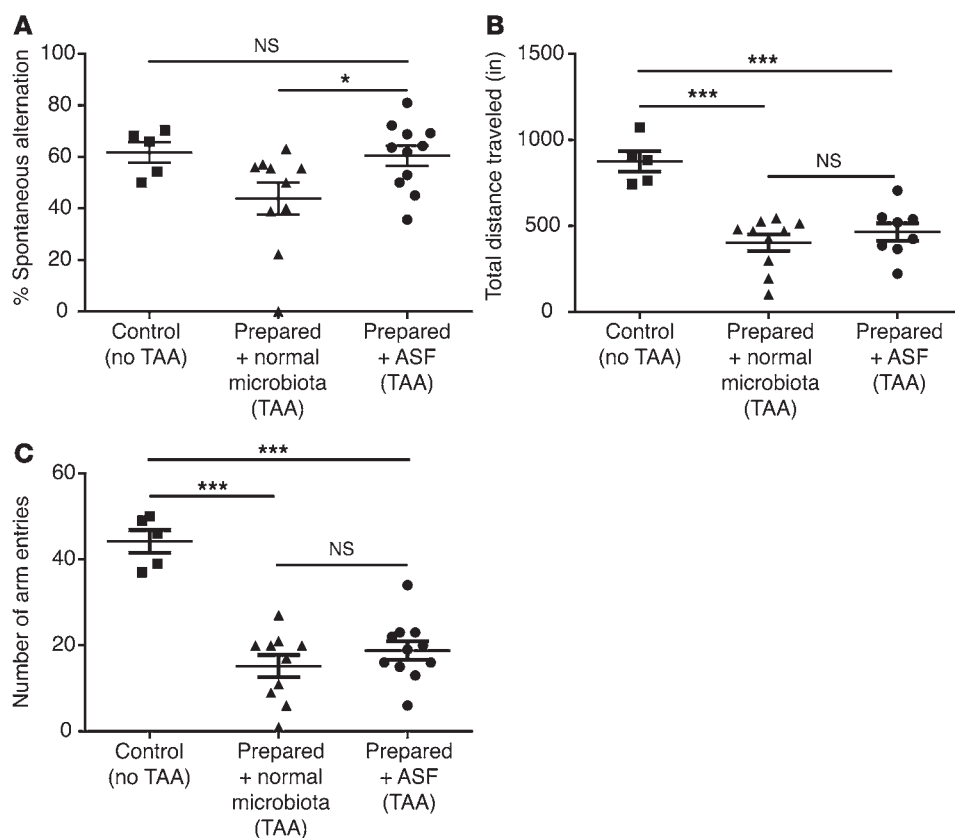 A
% Spontaneous alternation
100
80
60
40
20
0
NS
*
Control
(no TAA)
Prepared
+ normal
microbiota
(TAA)
Prepared
+ ASF
(TAA)
B
Total distance traveled (in)
1500
1000
500
0
***
***
NS
Control
(no TAA)
Prepared
+ normal
microbiota
(TAA)
Prepared
+ ASF
(TAA)
C
Number of arm entries
60
40
20
0
***
***
NS
Control
(no TAA)
Prepared
+ normal
microbiota
(TAA)
Prepared
+ ASF
(TAA)